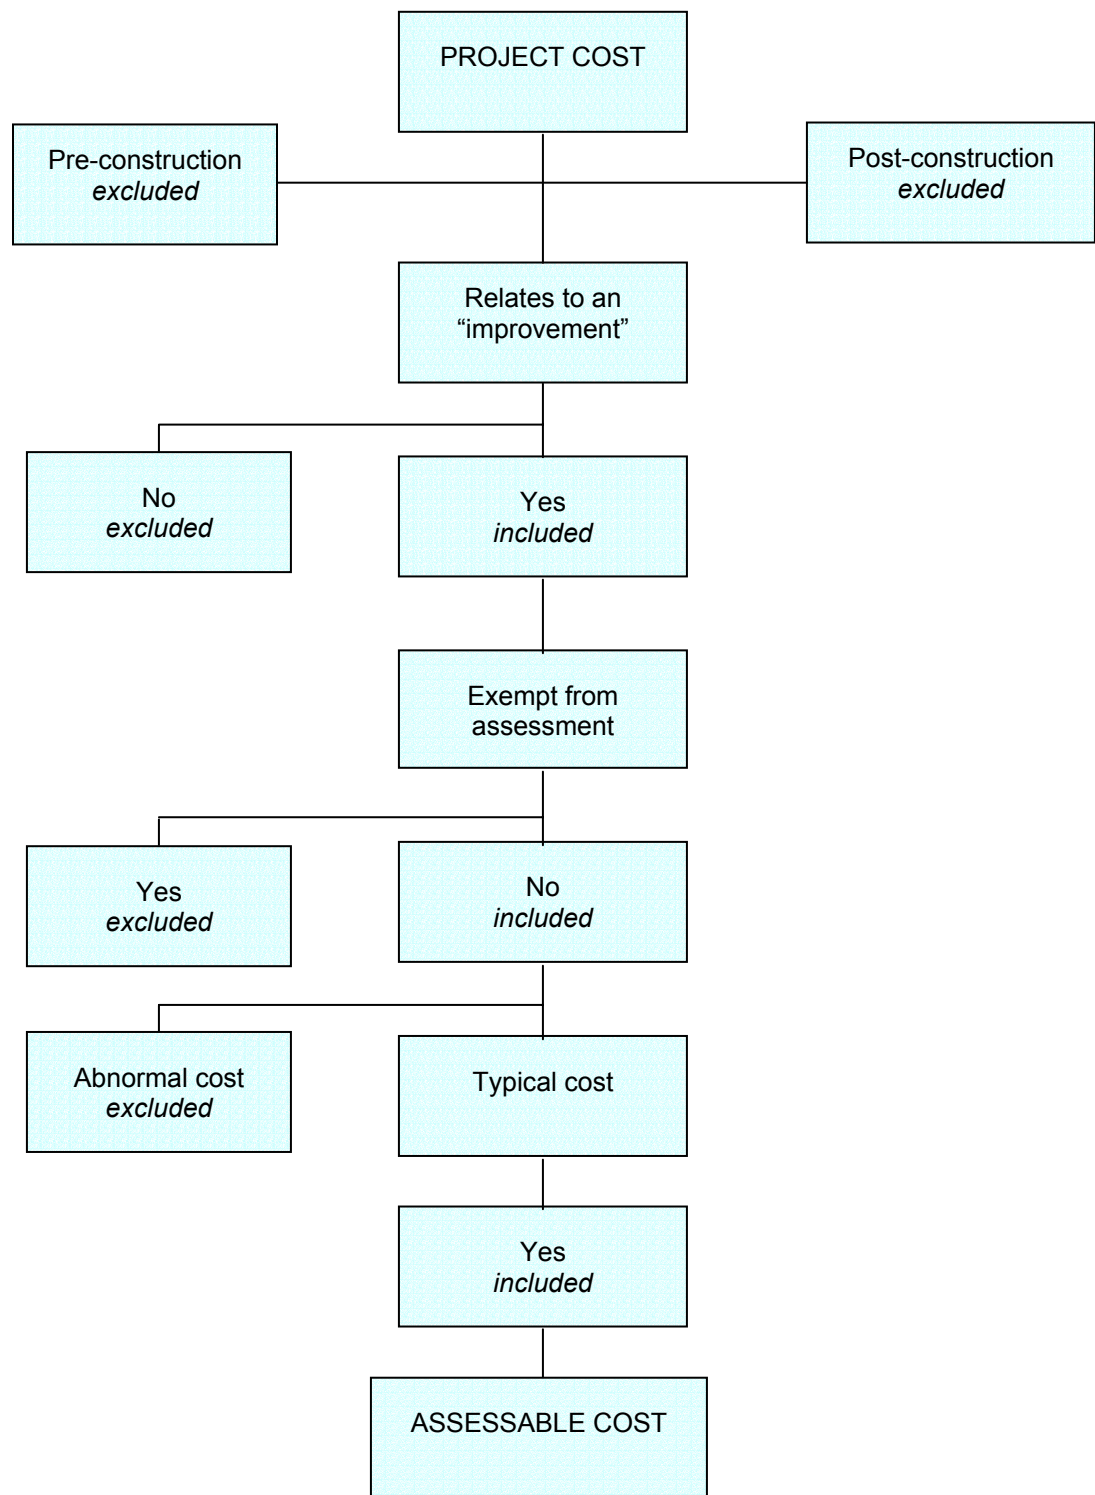 PROJECT COST
Pre-construction
excluded
Post-construction
excluded
Relates to an
“improvement”
No
excluded
Yes
included
Exempt from
assessment
Yes
excluded
No
included
Abnormal cost
excluded
Typical cost
Yes
included
ASSESSABLE COST